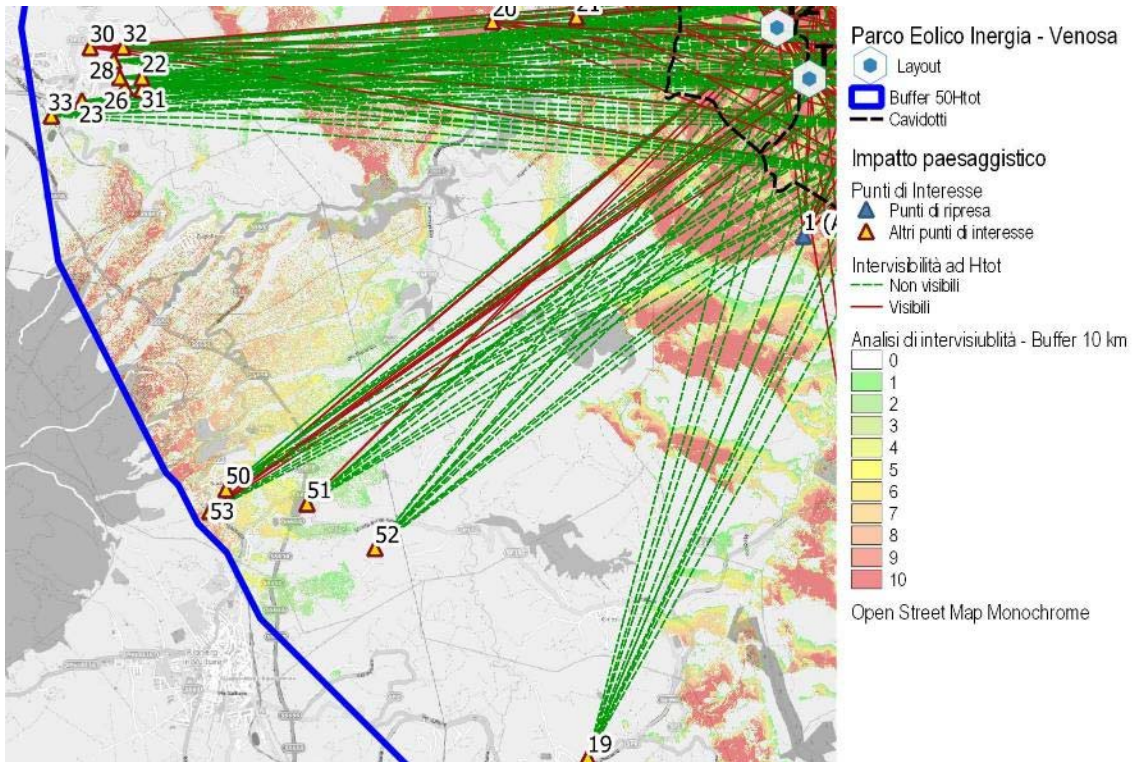 20
21
30
32
28
22
33
26
31
23
1 (A
50
51
53
52
19
Parco Eolico Inergia - Venosa
Layout
Buffer 50Htot
Cavidotti
Impatto paesaggistico
Punti di Interesse
Punti di ripresa
Altri punti di interesse
Intervisibilità ad Htot
Non visibili
Visibili
Analisi di intervisiublità - Buffer 10 km
0
1
2
3
4
5
6
7
8
9
10
Open Street Map Monochrome